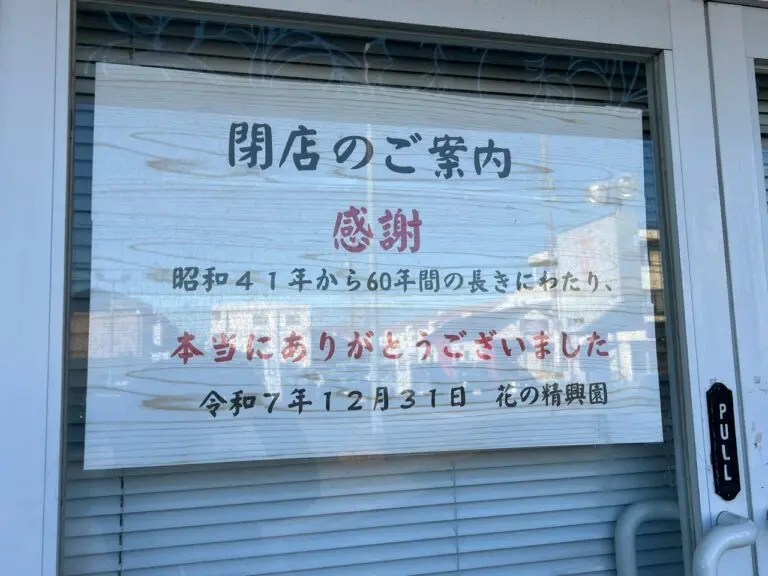 閉店のご案内
感謝
昭和４１年から60年間の長きにわたり、
本当にありがとうございました
令和７年１２月３１日　花の精興園
PULL